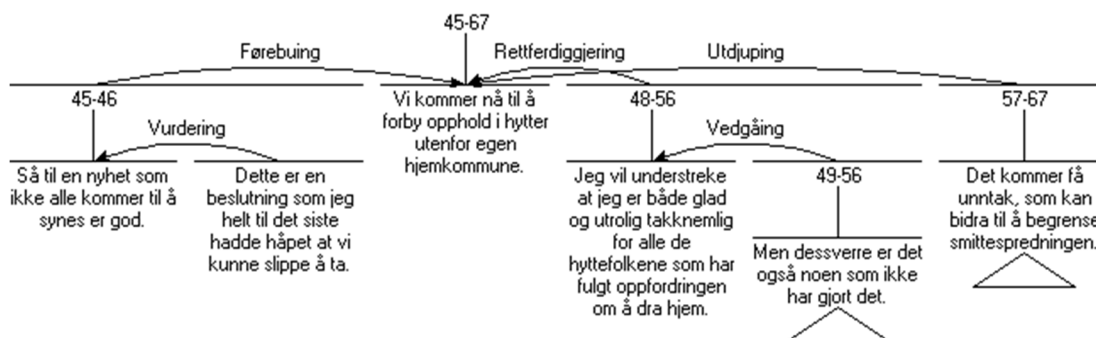 45-67
Førebuing
Rettferdiggjering
Utdjuping
45-46
Vi kommer nå til å
forby opphold i hytter
utenfor egen
hjemkommune.
48-56
57-67
Vurdering
Vedgåing
Så til en nyhet som
ikke alle kommer til å
synes er god.
Dette er en
beslutning som jeg
helt til det siste
hadde håpet at vi
kunne slippe å ta.
Jeg vil understreke
at jeg er både glad
og utrolig takknemlig
for alle de
hyttefolkene som har
fulgt oppfordringen
om å dra hjem.
49-56
Men dessverre er det
også noen som ikke
har gjort det.
Det kommer få
unntak, som kan
bidra til å begrense
smittespredningen.